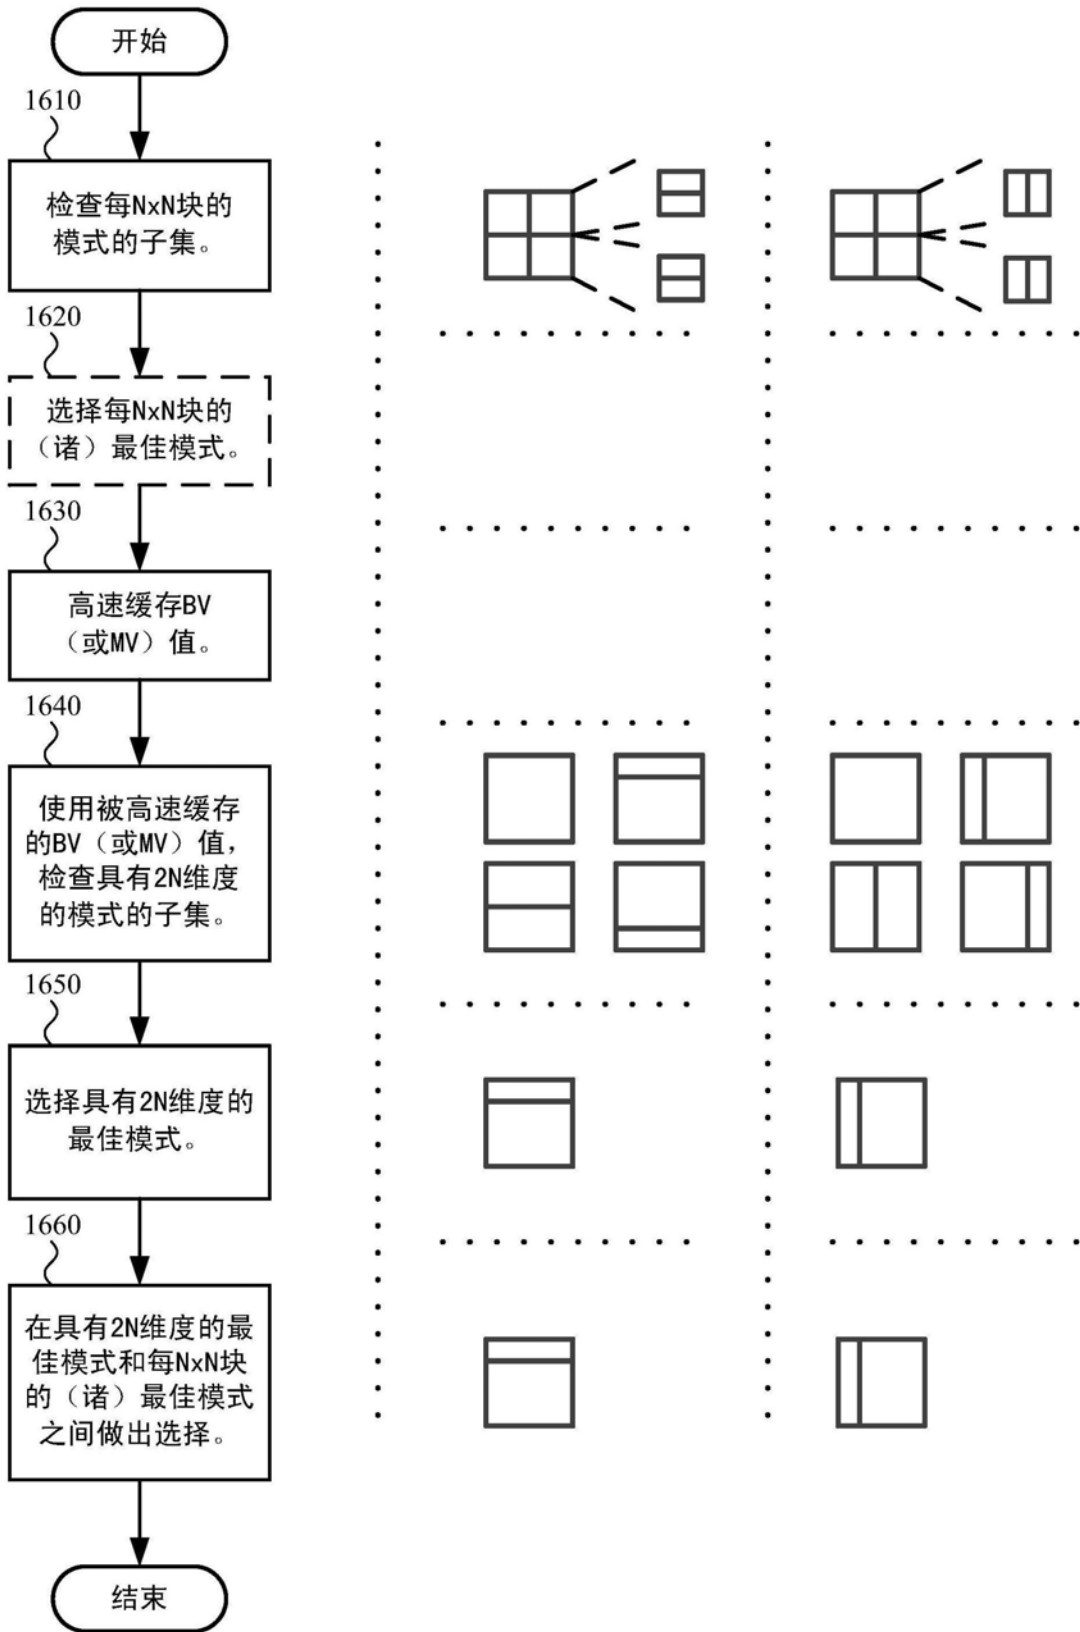 开始
1610
检查每NxN块的
模式的子集。
1620
选择每NxN块的
（诸）最佳模式。
1630
高速缓存BV
（或MV）值。
1640
使用被高速缓存
的BV（或MV）值，
检查具有2N维度
的模式的子集。
1650
选择具有2N维度的
最佳模式。
1660
在具有2N维度的最
佳模式和每NxN块
的（诸）最佳模式
之间做出选择。
结束